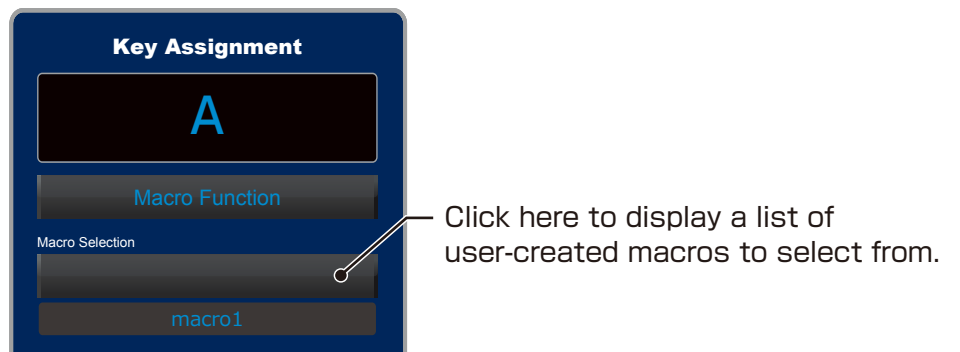 Key Assignment
A
Macro Function
Macro Selection
macro1
Click here to display a list of
user-created macros to select from.